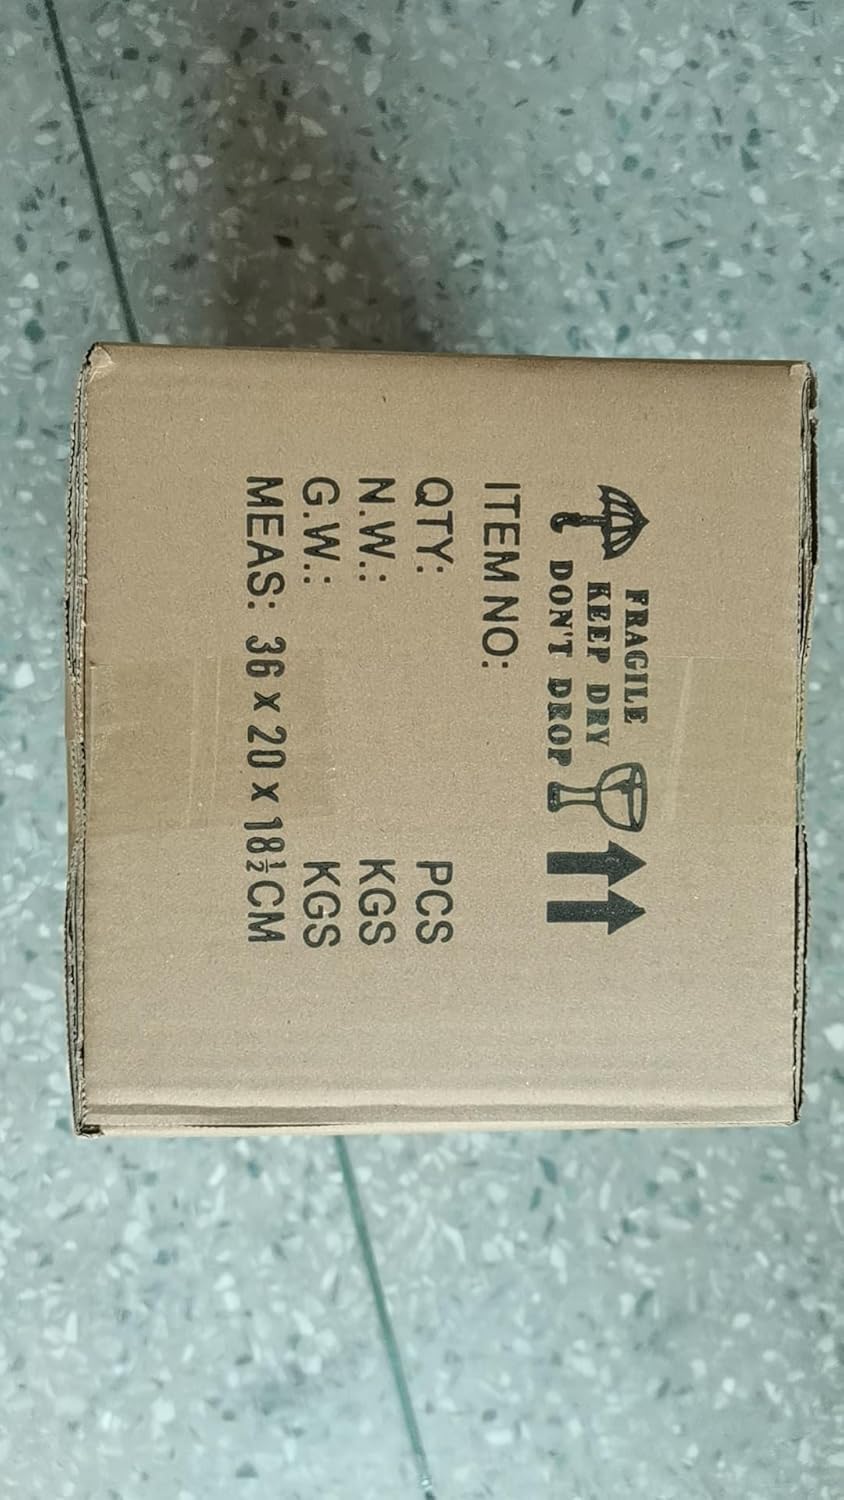 FRAGILE
KEEP DRY
DON'T DROP
ITEM NO:
QTY: PCS
N.W.: KGS
G.W.: KGS
MEAS: 36 x 20 x 18½CM